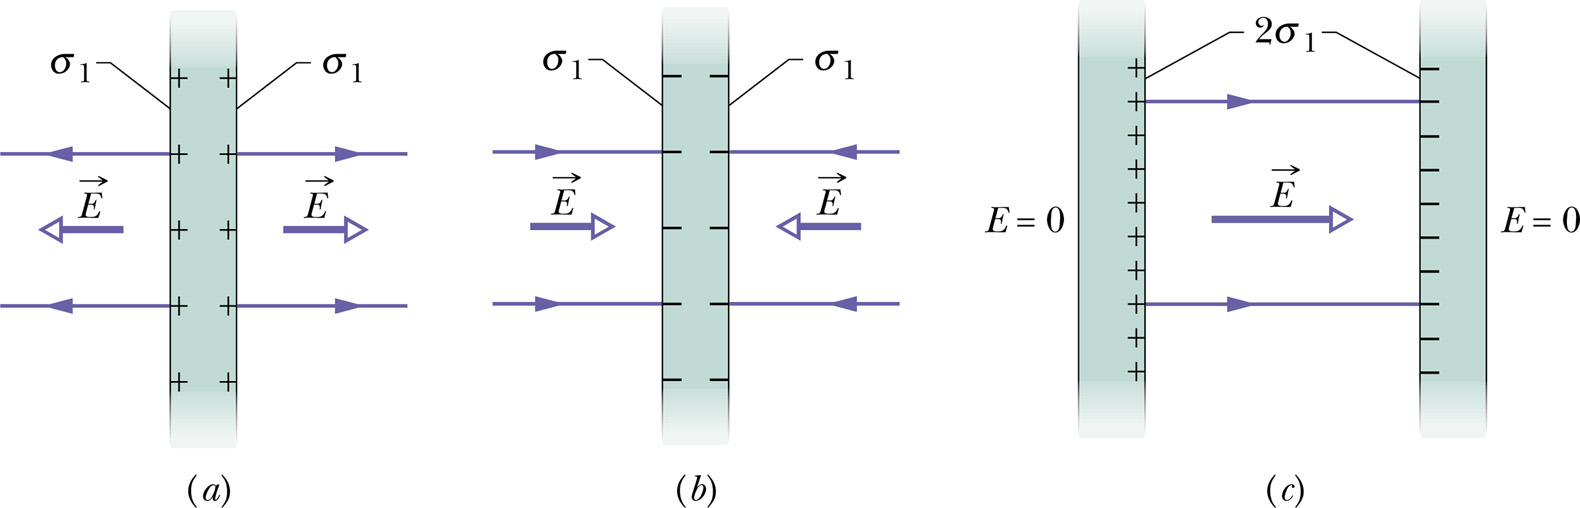 σ₁ σ₁
E⃗ E⃗
(a)
σ₁ σ₁
E⃗ E⃗
(b)
2σ₁
E⃗
E = 0 E = 0
(c)